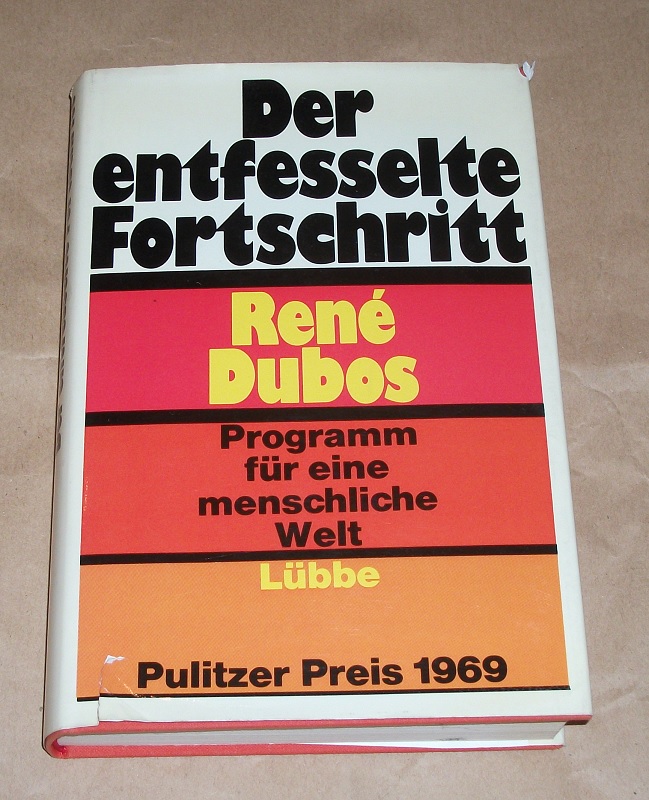 Der
entfesselte
Fortschritt
René
Dubos
Programm
für eine
menschliche
Welt
Lübbe
Pulitzer Preis 1969